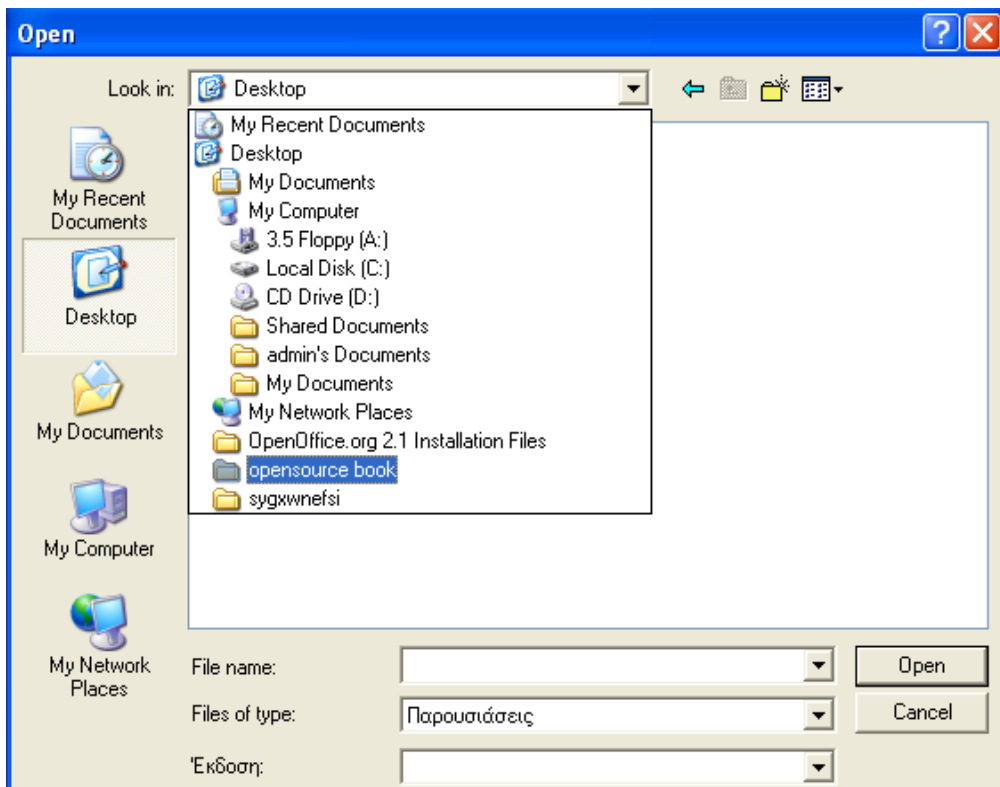 Open
Look in: Desktop
My Recent Documents
Desktop
My Documents
My Computer
3.5 Floppy (A:)
Local Disk (C:)
CD Drive (D:)
Shared Documents
admin's Documents
My Documents
My Network Places
OpenOffice.org 2.1 Installation Files
opensource book
sygxwnefsi
My Recent
Documents
Desktop
My Documents
My Computer
My Network
Places
File name:
Open
Files of type: Παρουσιάσεις
Cancel
Έκδοση: